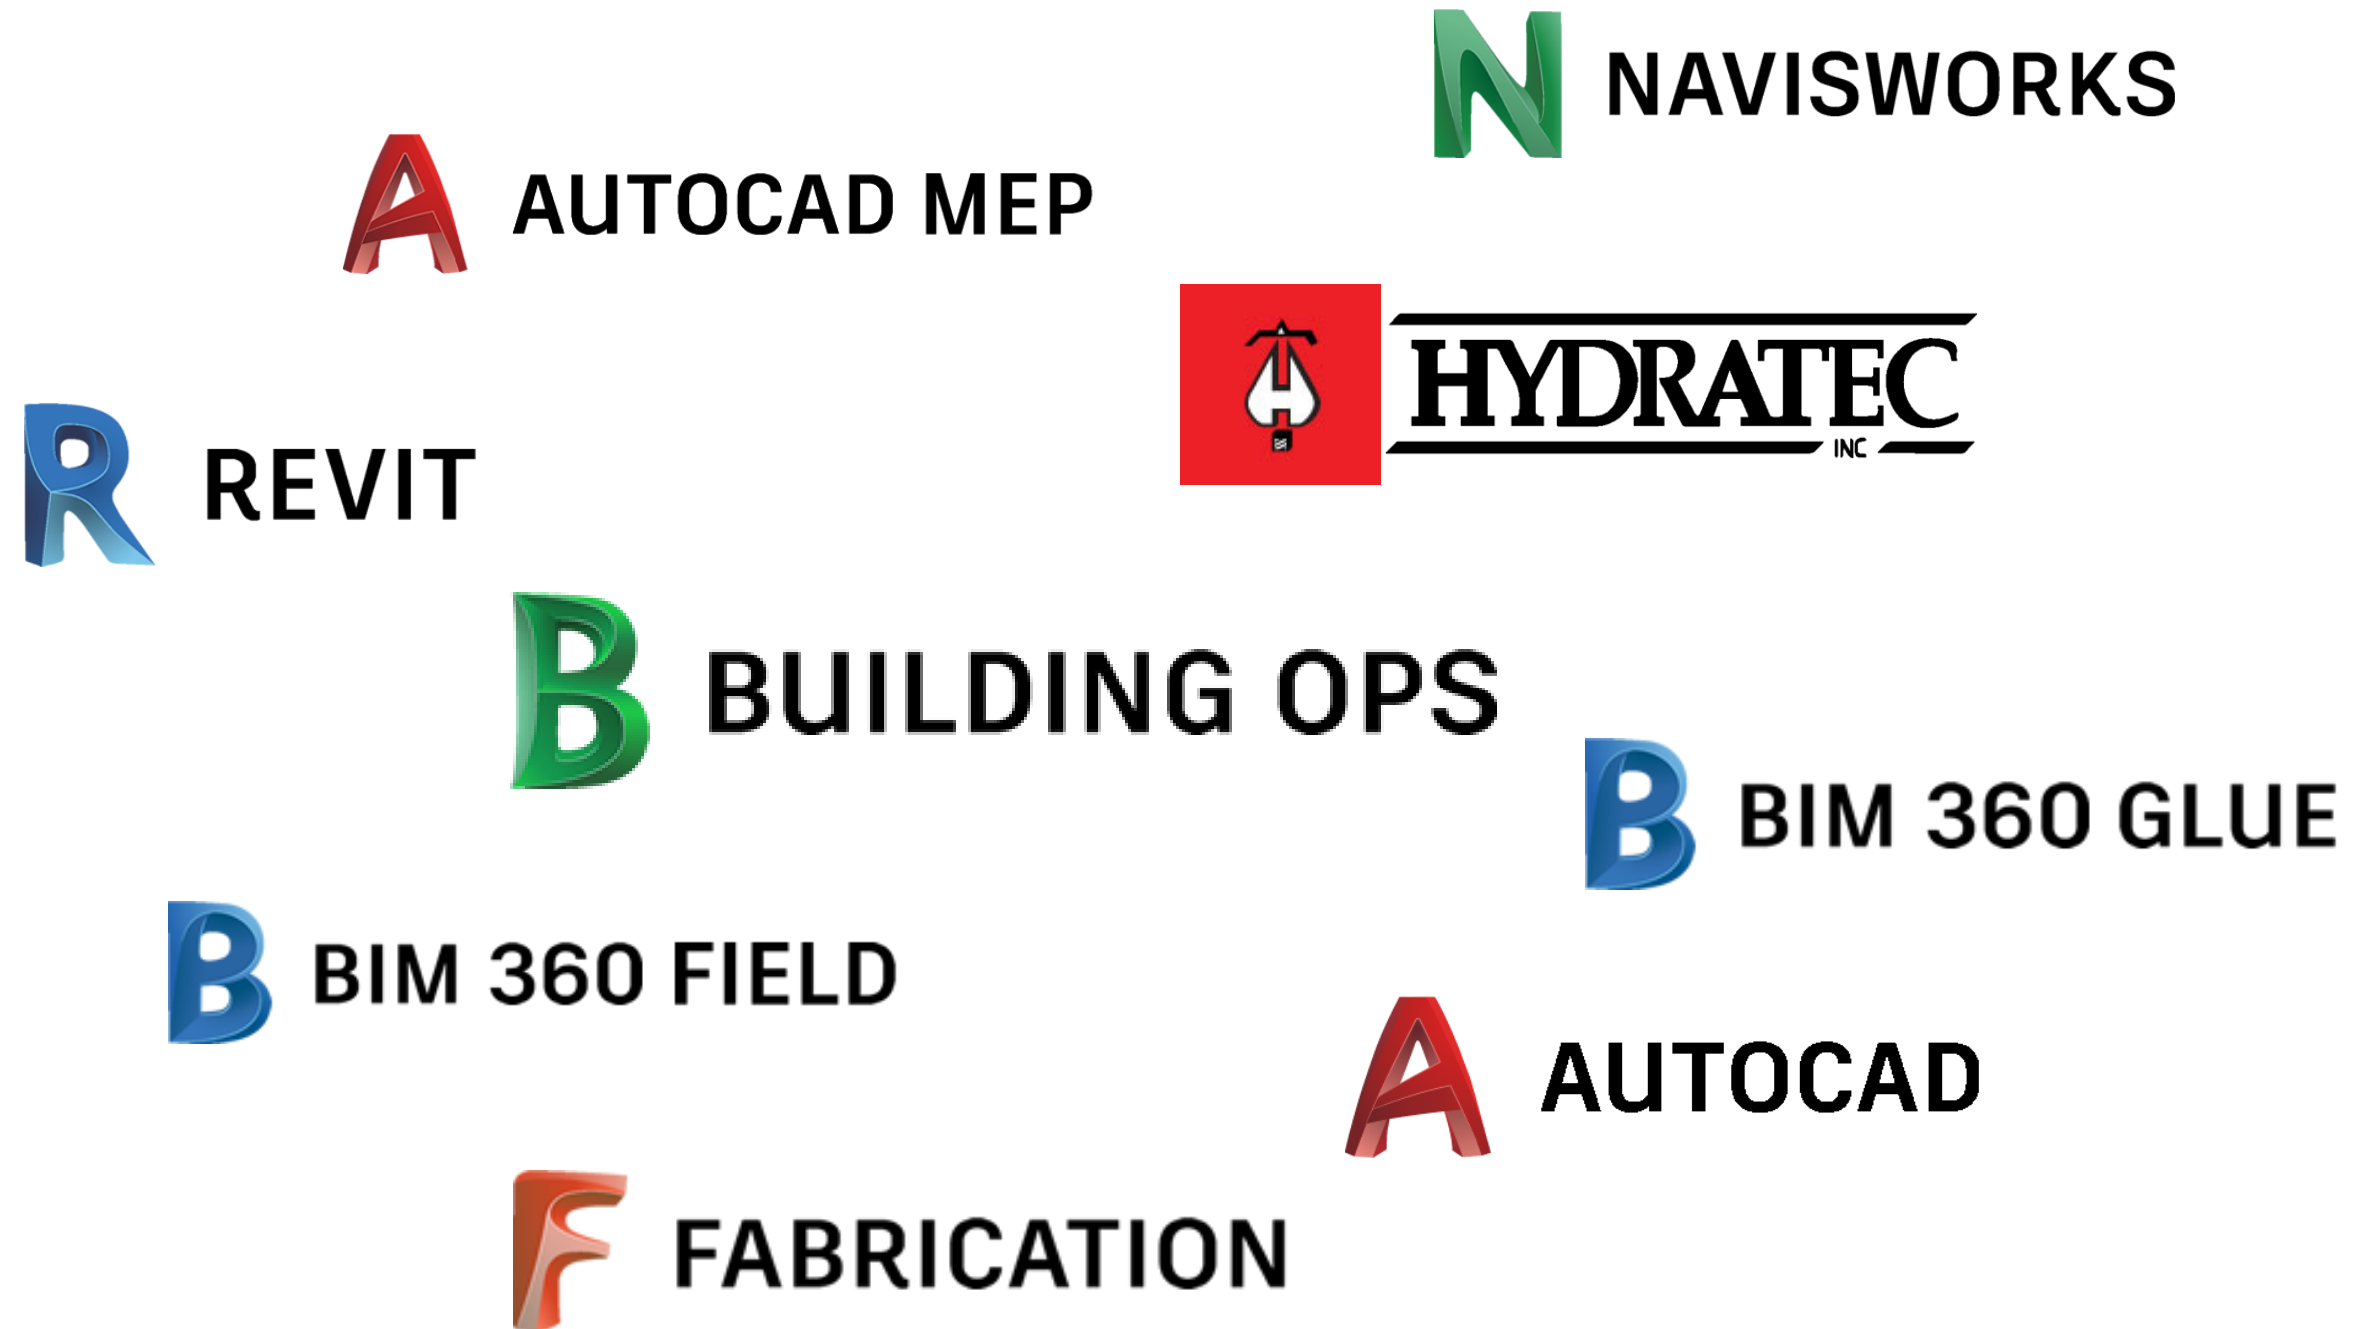 NAVISWORKS
AUTOCAD MEP
HYDRATEC
INC
REVIT
BUILDING OPS
BIM 360 GLUE
BIM 360 FIELD
AUTOCAD
FABRICATION